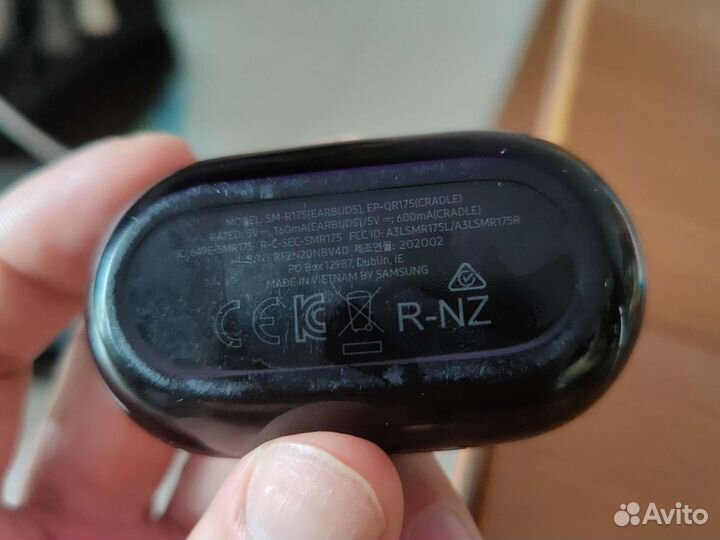 MODEL: SM-R175(EARBUDS), EP-QR175(CRADLE)
RATED: 5V⎓, 160mA(EARBUDS)/5V⎓, 600mA(CRADLE)
IC: 649E-SMR175 R-C-SEC-SMR175 FCC ID: A3LSMR175L/A3LSMR175R
S/N: RF2N20NBV4D 제조연월: 202002
PO Box 12987, Dublin, IE
MADE IN VIETNAM BY SAMSUNG
CE KC R-NZ
Avito